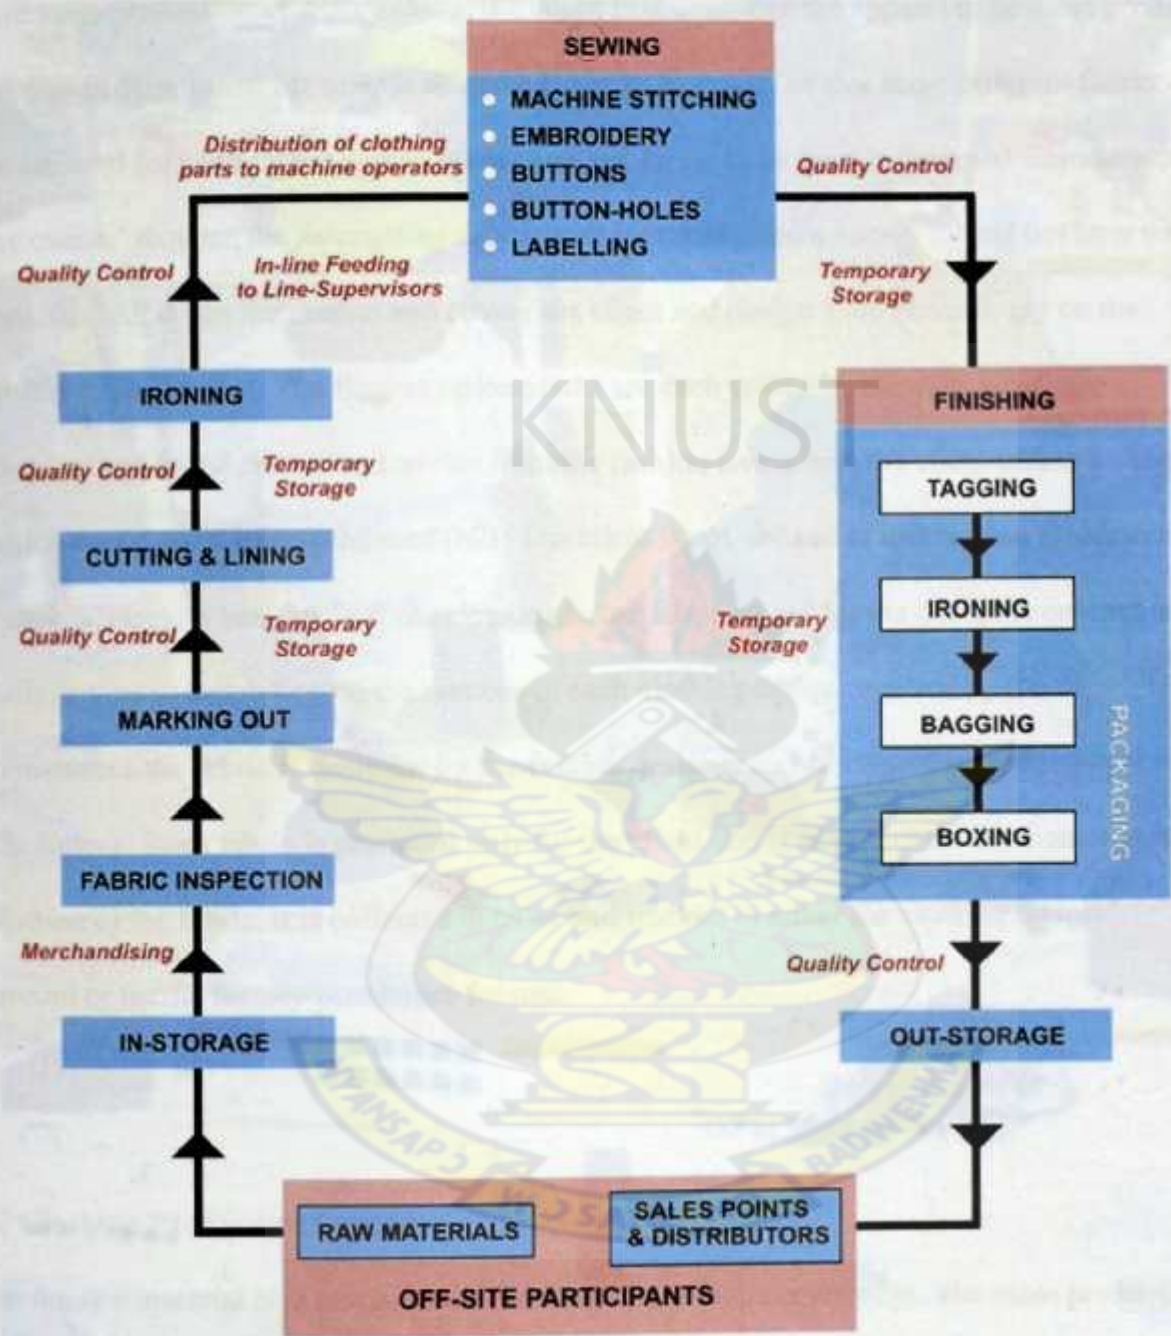 SEWING
MACHINE STITCHING
EMBROIDERY
BUTTONS
BUTTON-HOLES
LABELLING
Distribution of clothing
parts to machine operators
Quality Control
Quality Control
In-line Feeding
to Line-Supervisors
Temporary
Storage
IRONING
Quality Control
Temporary
Storage
CUTTING & LINING
Quality Control
Temporary
Storage
MARKING OUT
FABRIC INSPECTION
Merchandising
IN-STORAGE
KNUST
FINISHING
TAGGING
IRONING
Temporary
Storage
BAGGING
BOXING
PACKAGING
Quality Control
OUT-STORAGE
NYANSAPƆ
BADWENMA
RAW MATERIALS
SALES POINTS
& DISTRIBUTORS
OFF-SITE PARTICIPANTS